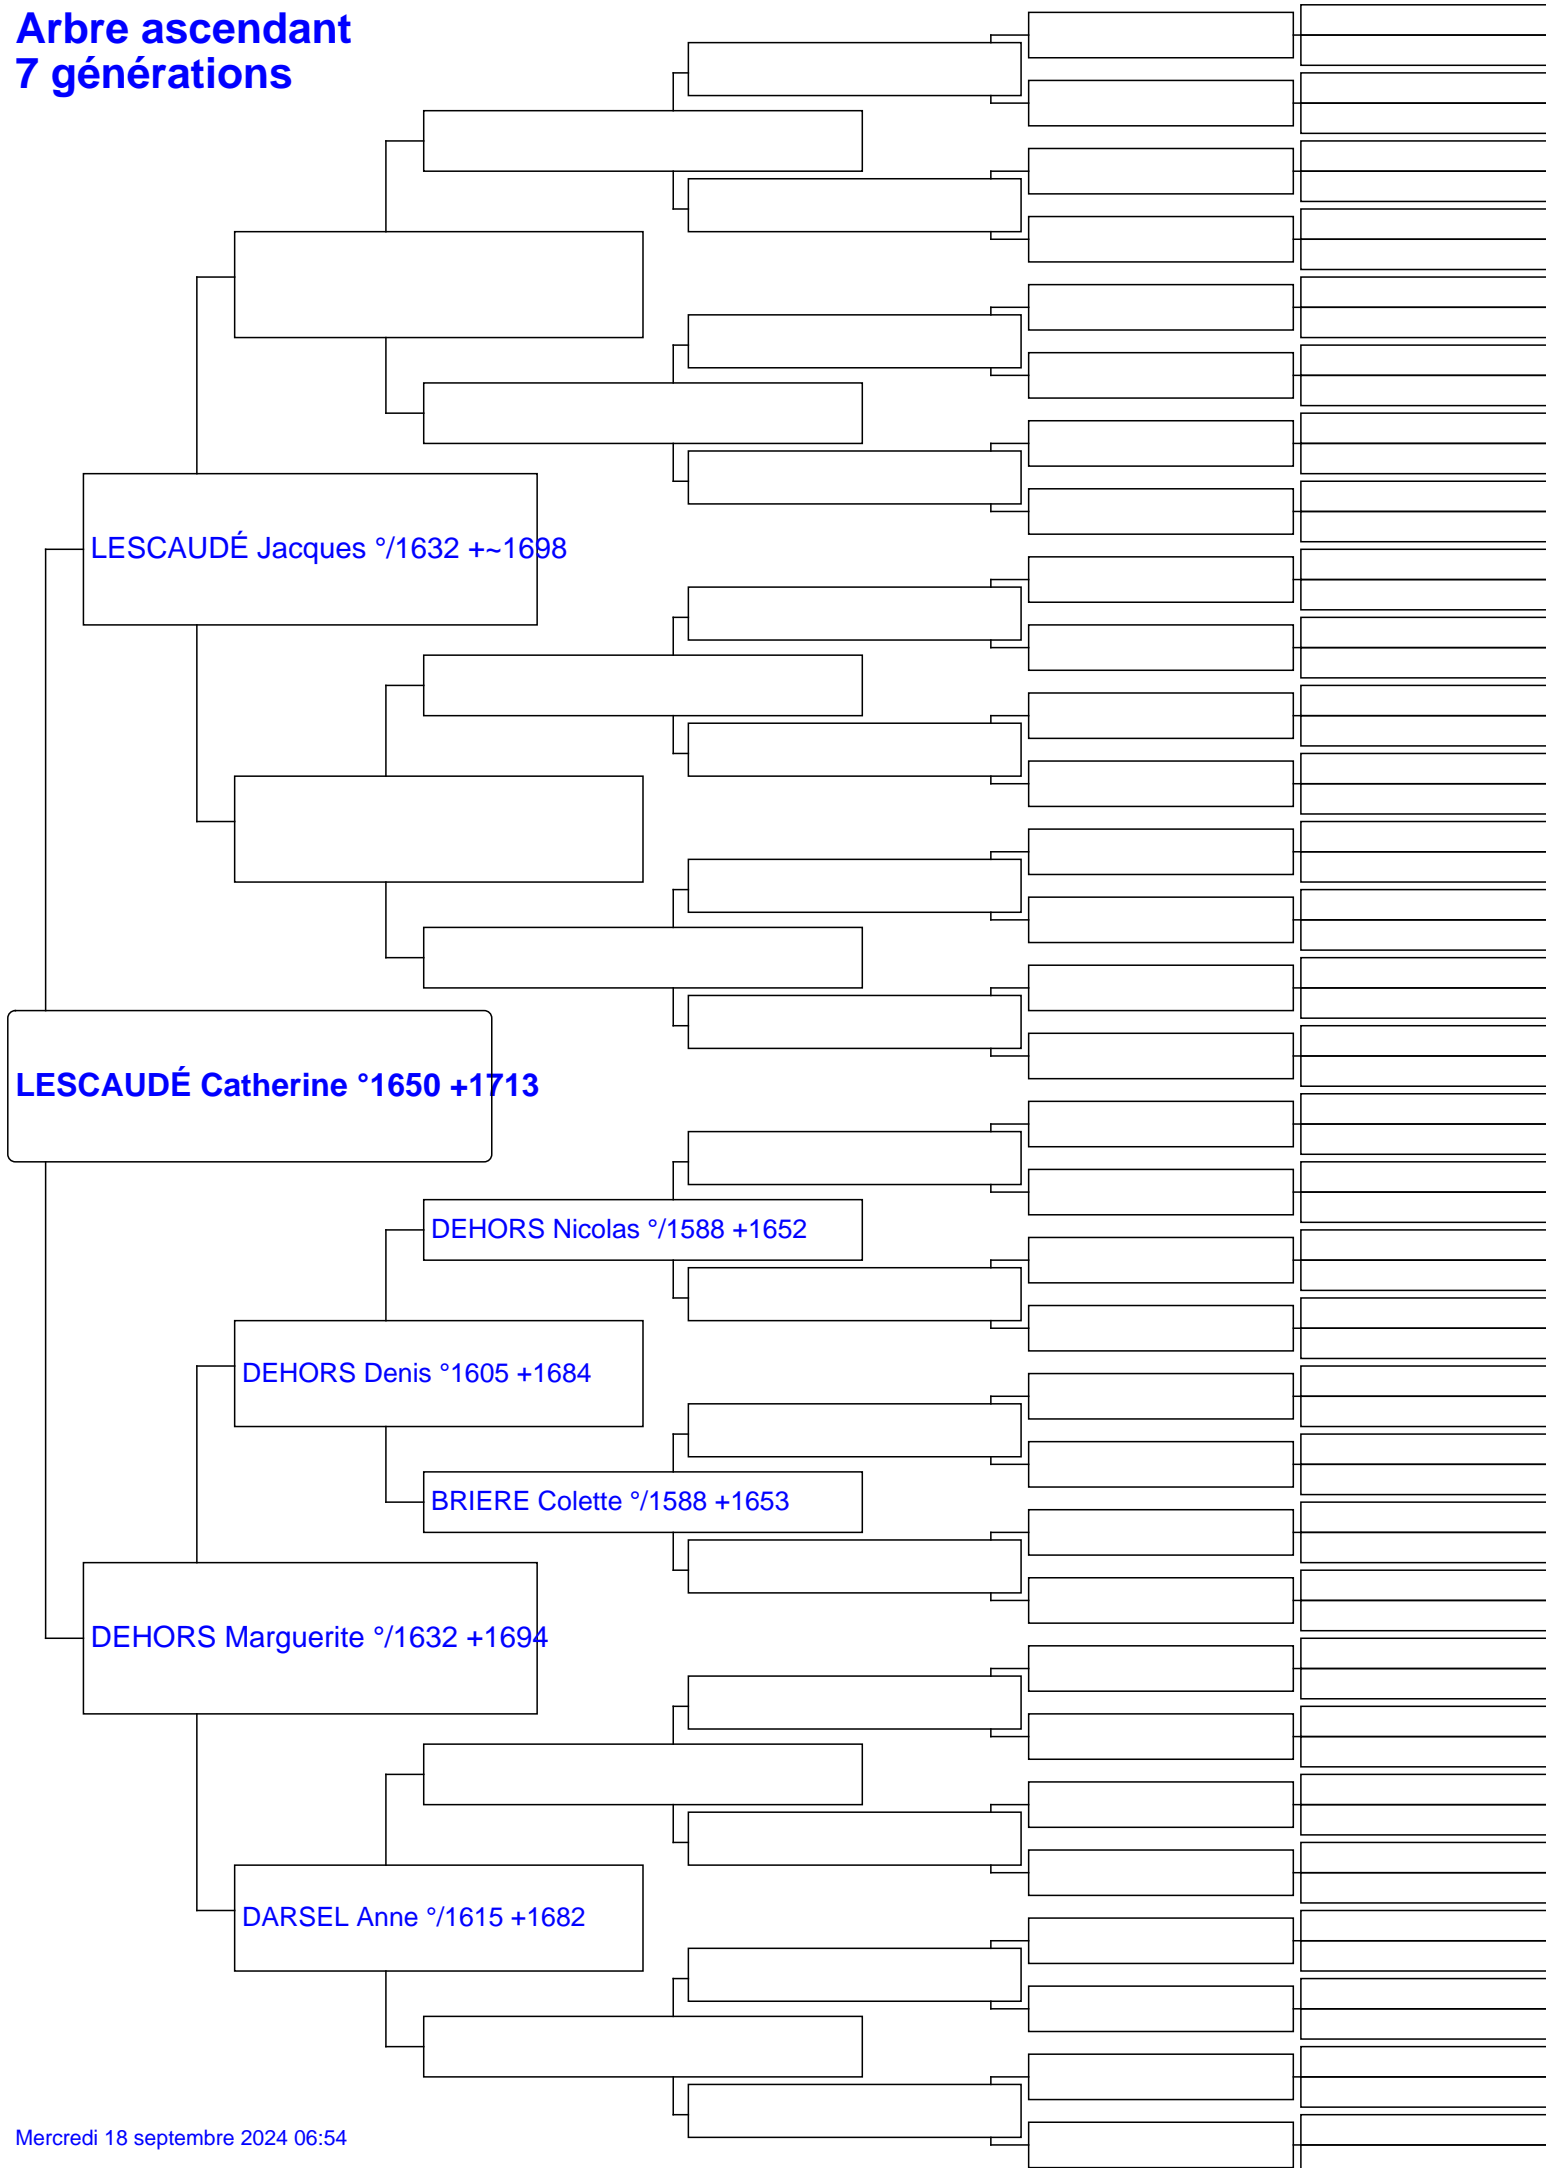 Arbre ascendant
7 générations
LESCAUDÉ Jacques °/1632 +~1698
LESCAUDÉ Catherine °1650 +1713
DEHORS Nicolas °/1588 +1652
DEHORS Denis °1605 +1684
BRIERE Colette °/1588 +1653
DEHORS Marguerite °/1632 +1694
DARSEL Anne °/1615 +1682
Mercredi 18 septembre 2024 06:54